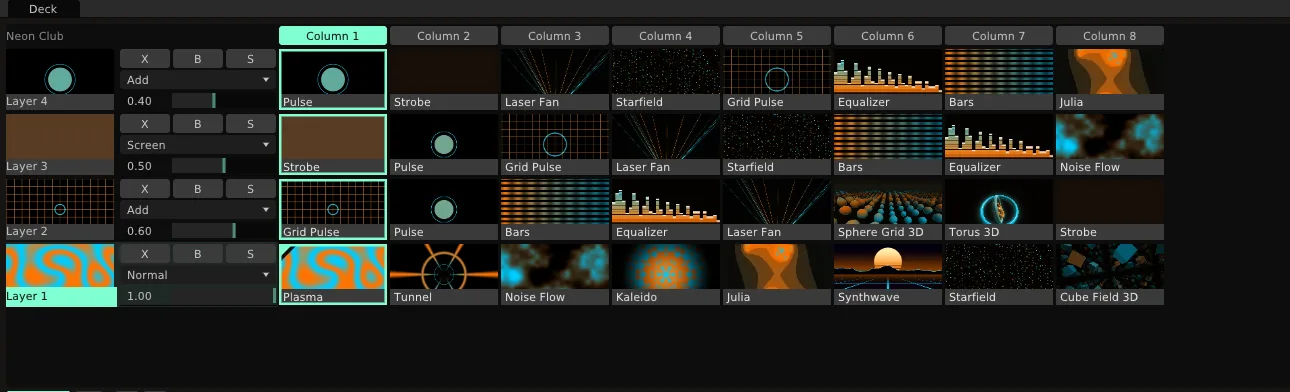 Deck
Neon Club
Column 1 Column 2 Column 3 Column 4 Column 5 Column 6 Column 7 Column 8
X B S
Add
0.40
Layer 4 Pulse Strobe Laser Fan Starfield Grid Pulse Equalizer Bars Julia
X B S
Screen
0.50
Layer 3 Strobe Pulse Grid Pulse Laser Fan Starfield Bars Equalizer Noise Flow
X B S
Add
0.60
Layer 2 Grid Pulse Pulse Bars Equalizer Laser Fan Sphere Grid 3D Torus 3D Strobe
X B S
Normal
1.00
Layer 1 Plasma Tunnel Noise Flow Kaleido Julia Synthwave Starfield Cube Field 3D